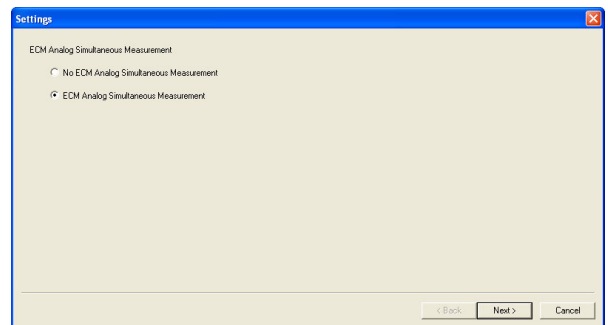 Settings
ECM Analog Simultaneous Measurement
No ECM Analog Simultaneous Measurement
ECM Analog Simultaneous Measurement
< Back Next > Cancel